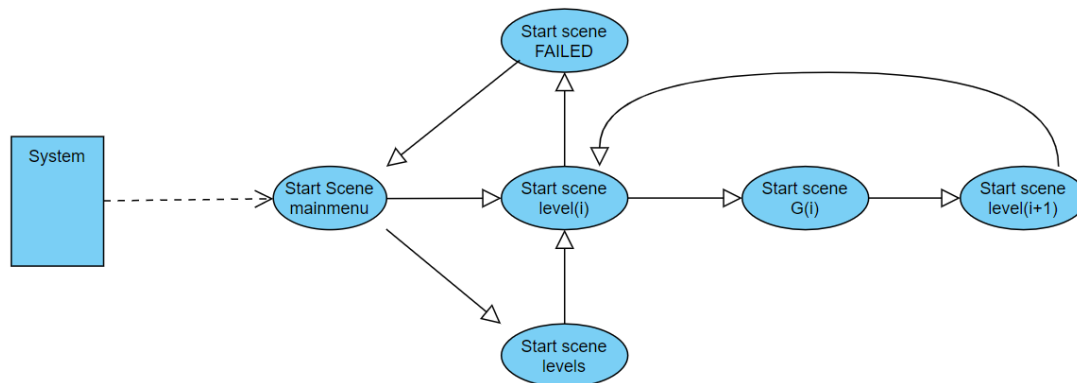 Start scene
FAILED
System
Start Scene
mainmenu
Start scene
level(i)
Start scene
G(i)
Start scene
level(i+1)
Start scene
levels